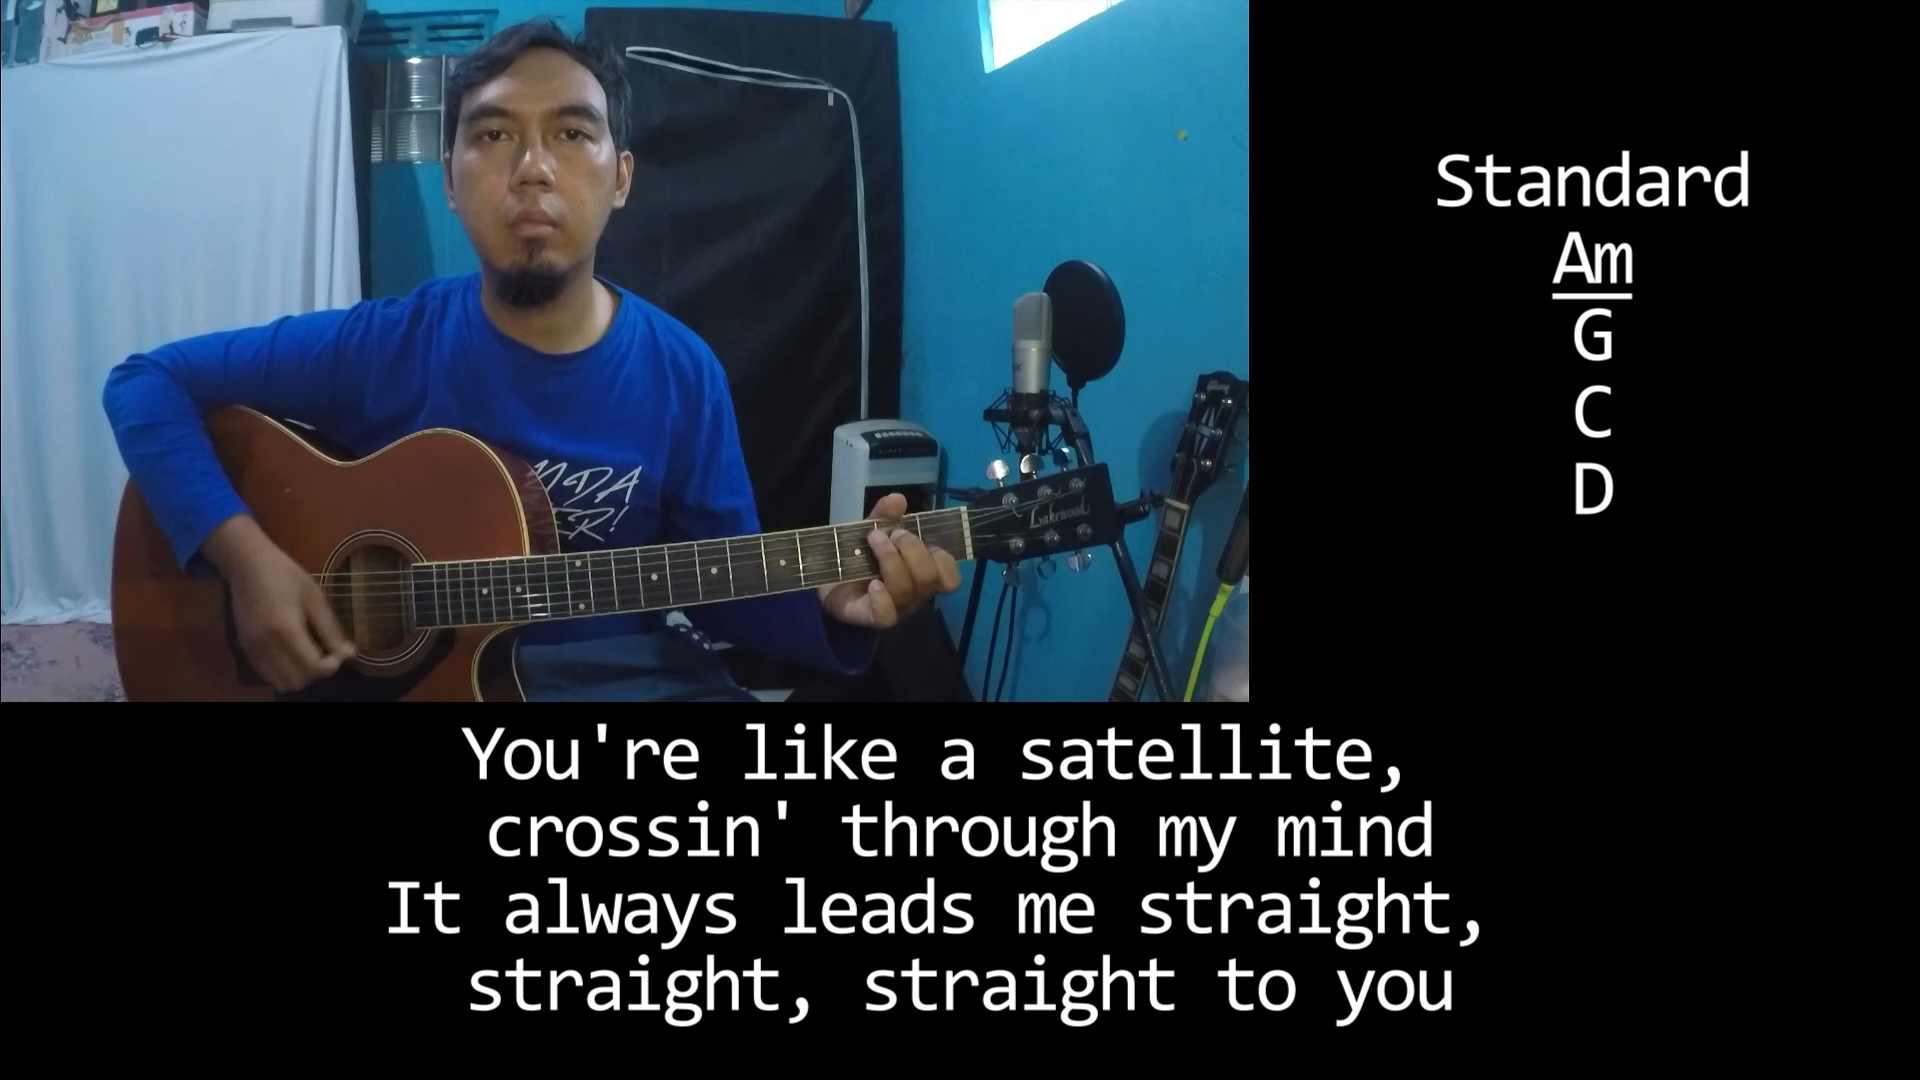 Standard
Am
G
C
D
Lakewood
You're like a satellite,
crossin' through my mind
It always leads me straight,
straight, straight to you